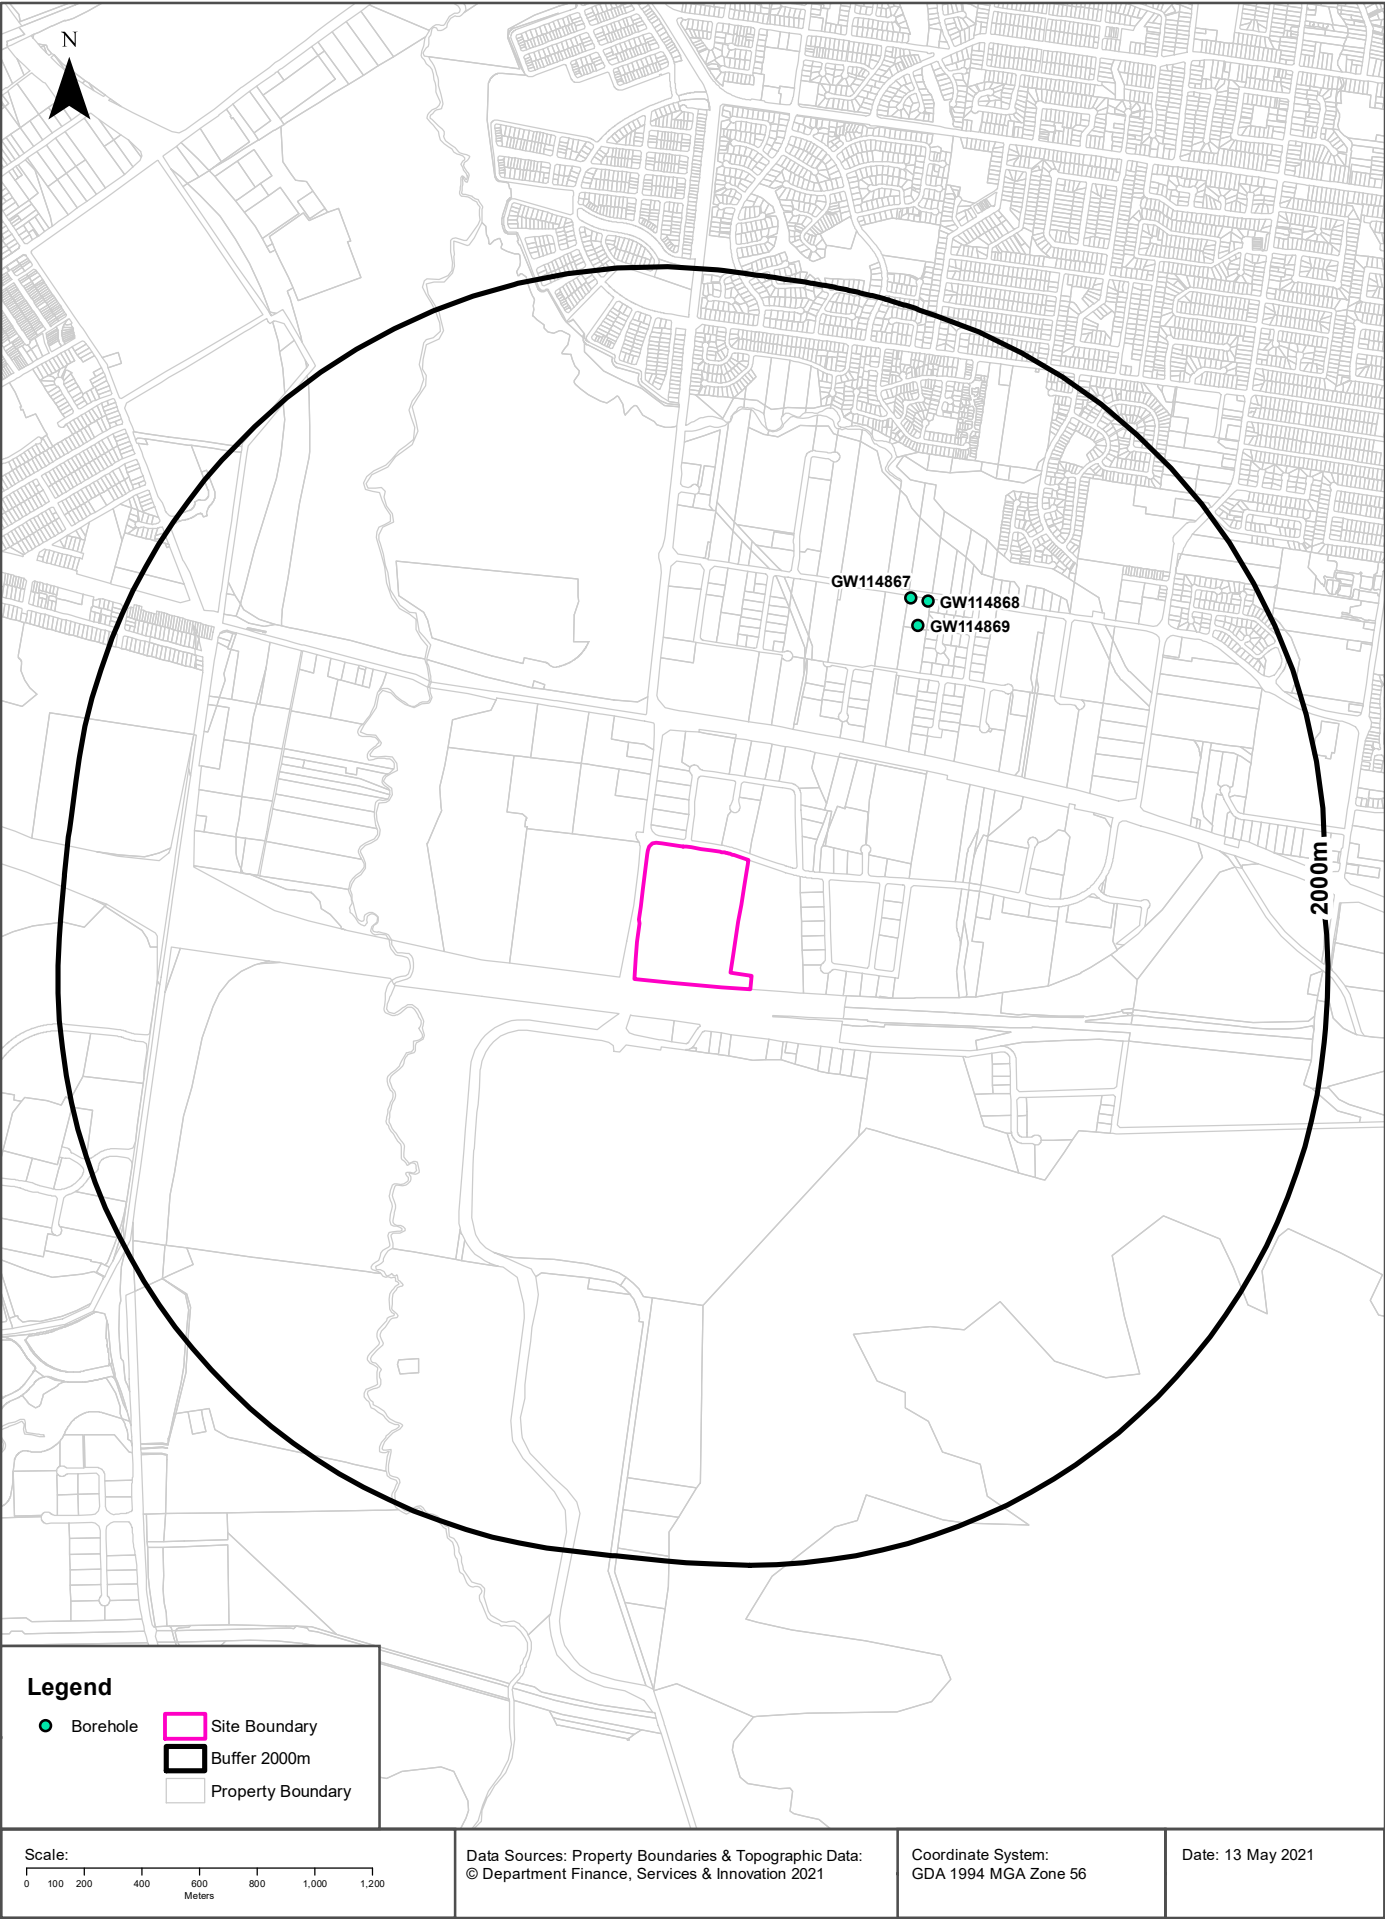 N
GW114867
GW114868
GW114869
2000m
Legend
Borehole
Site Boundary
Buffer 2000m
Property Boundary
Scale:
0 100 200 400 600 800 1,000 1,200
Meters
Data Sources: Property Boundaries & Topographic Data:
© Department Finance, Services & Innovation 2021
Coordinate System:
GDA 1994 MGA Zone 56
Date: 13 May 2021